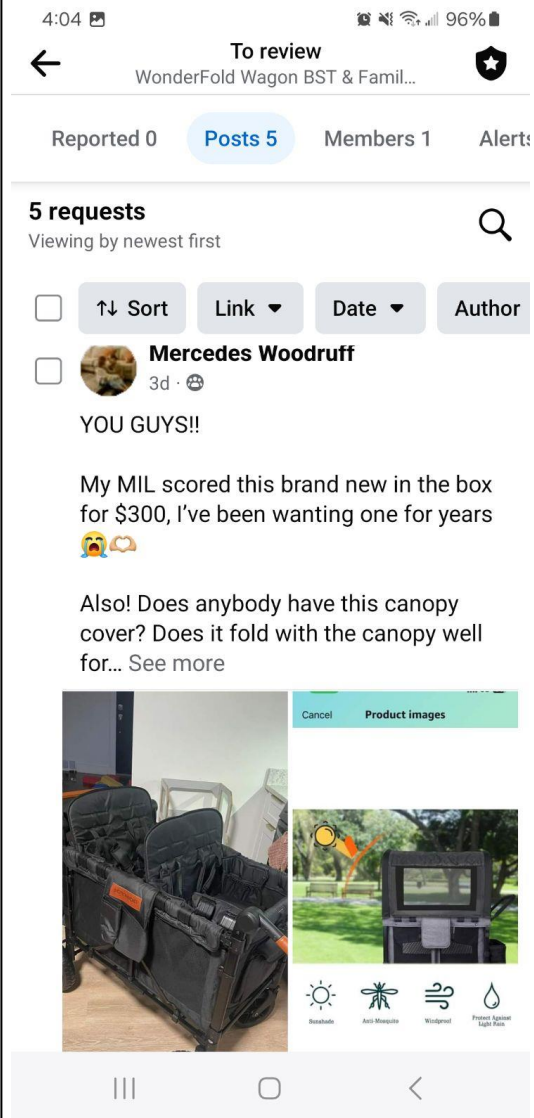 4:04
96%
To review
WonderFold Wagon BST & Famil...
Reported 0
Posts 5
Members 1
Alerts
5 requests
Viewing by newest first
↑↓ Sort
Link
Date
Author
Mercedes Woodruff
3d ·
YOU GUYS!!
My MIL scored this brand new in the box
for $300, I've been wanting one for years
😭🫶🏼
Also! Does anybody have this canopy
cover? Does it fold with the canopy well
for... See more
Cancel
Product images
Sunshade
Anti-Mosquito
Windproof
Protect Against
Light Rain